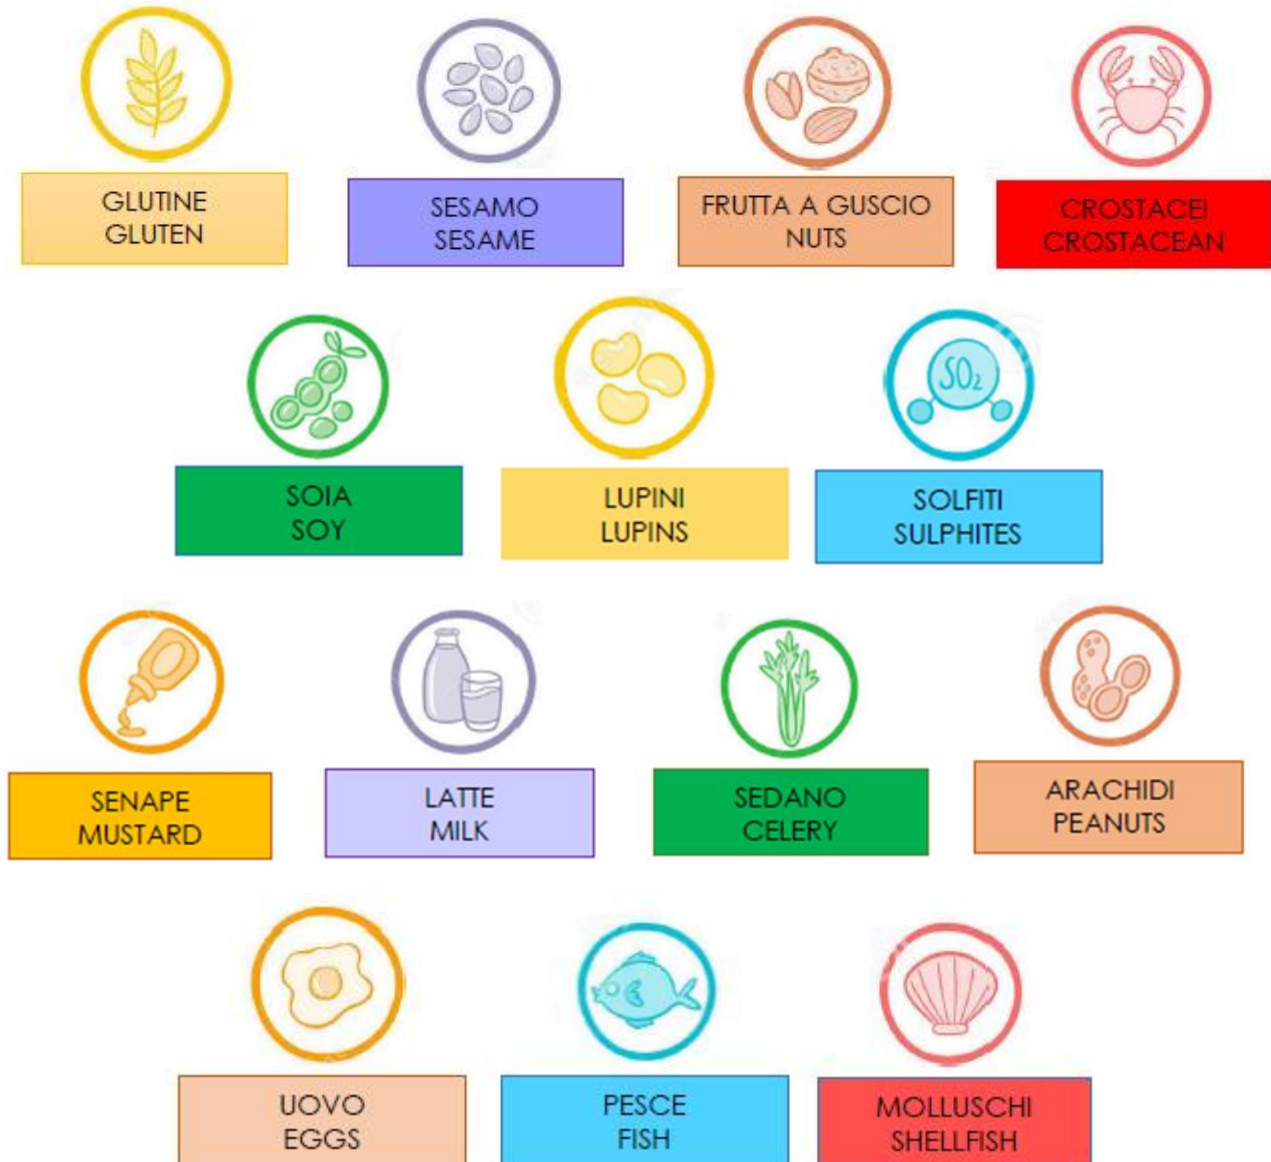 GLUTINE
GLUTEN
SESAMO
SESAME
FRUTTA A GUSCIO
NUTS
CROSTACEI
CROSTACEAN
SOIA
SOY
LUPINI
LUPINS
SO₂
SOLFITI
SULPHITES
SENAPE
MUSTARD
LATTE
MILK
SEDANO
CELERY
ARACHIDI
PEANUTS
UOVO
EGGS
PESCE
FISH
MOLLUSCHI
SHELLFISH